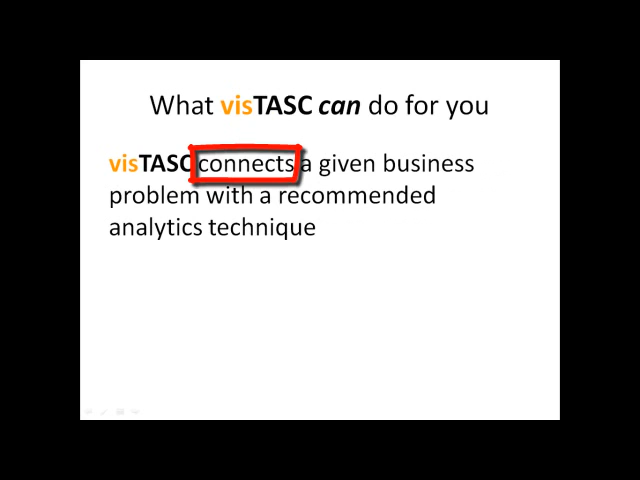 What visTASC can do for you
visTASC connects a given business
problem with a recommended
analytics technique